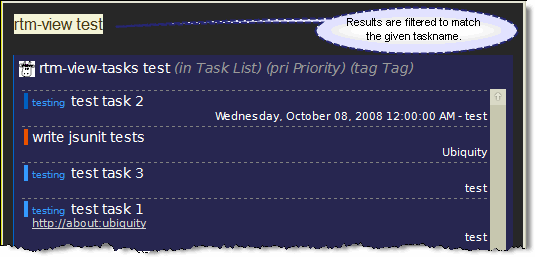 rtm-view test
Results are filtered to match
the given taskname.
rtm-view-tasks test (in Task List) (pri Priority) (tag Tag)
testing test task 2
Wednesday, October 08, 2008 12:00:00 AM - test
write jsunit tests
Ubiquity
testing test task 3
test
testing test task 1
http://about:ubiquity
test